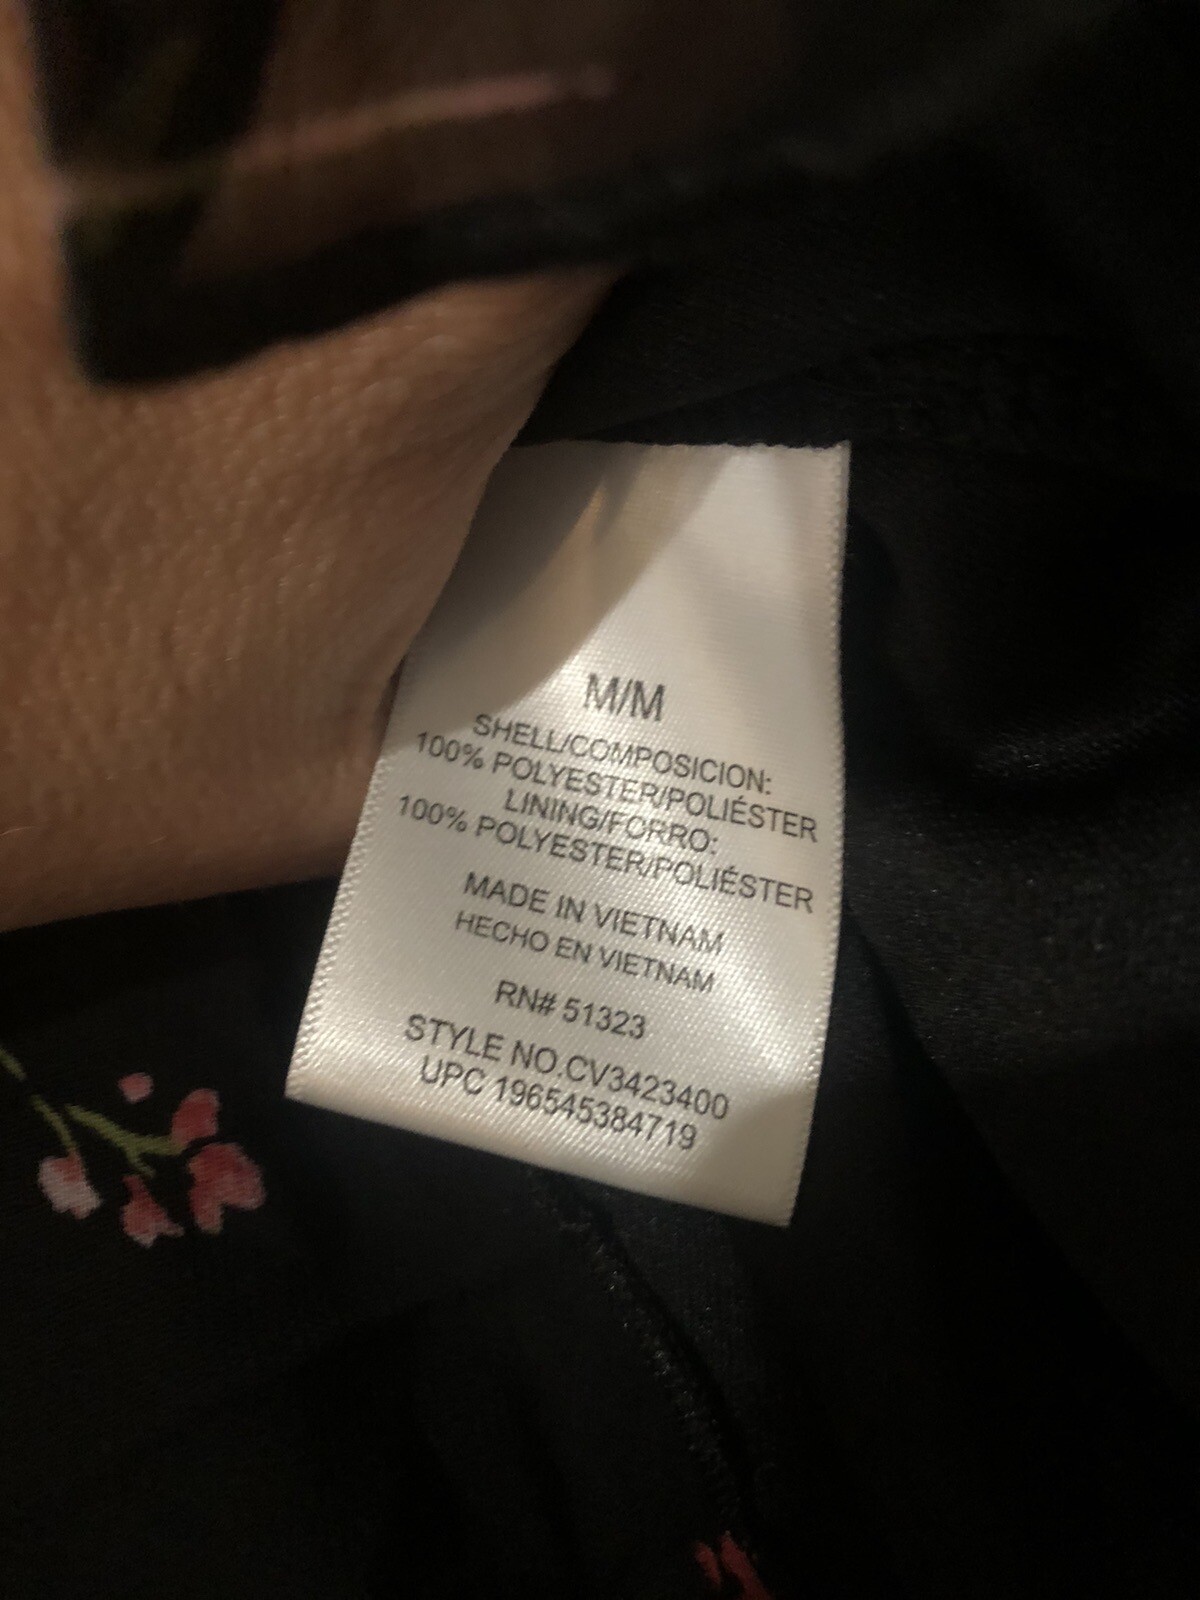 M/M
SHELL/COMPOSICION:
100% POLYESTER/POLIÉSTER
LINING/FORRO:
100% POLYESTER/POLIÉSTER
MADE IN VIETNAM
HECHO EN VIETNAM
RN# 51323
STYLE NO.CV3423400
UPC 196545384719